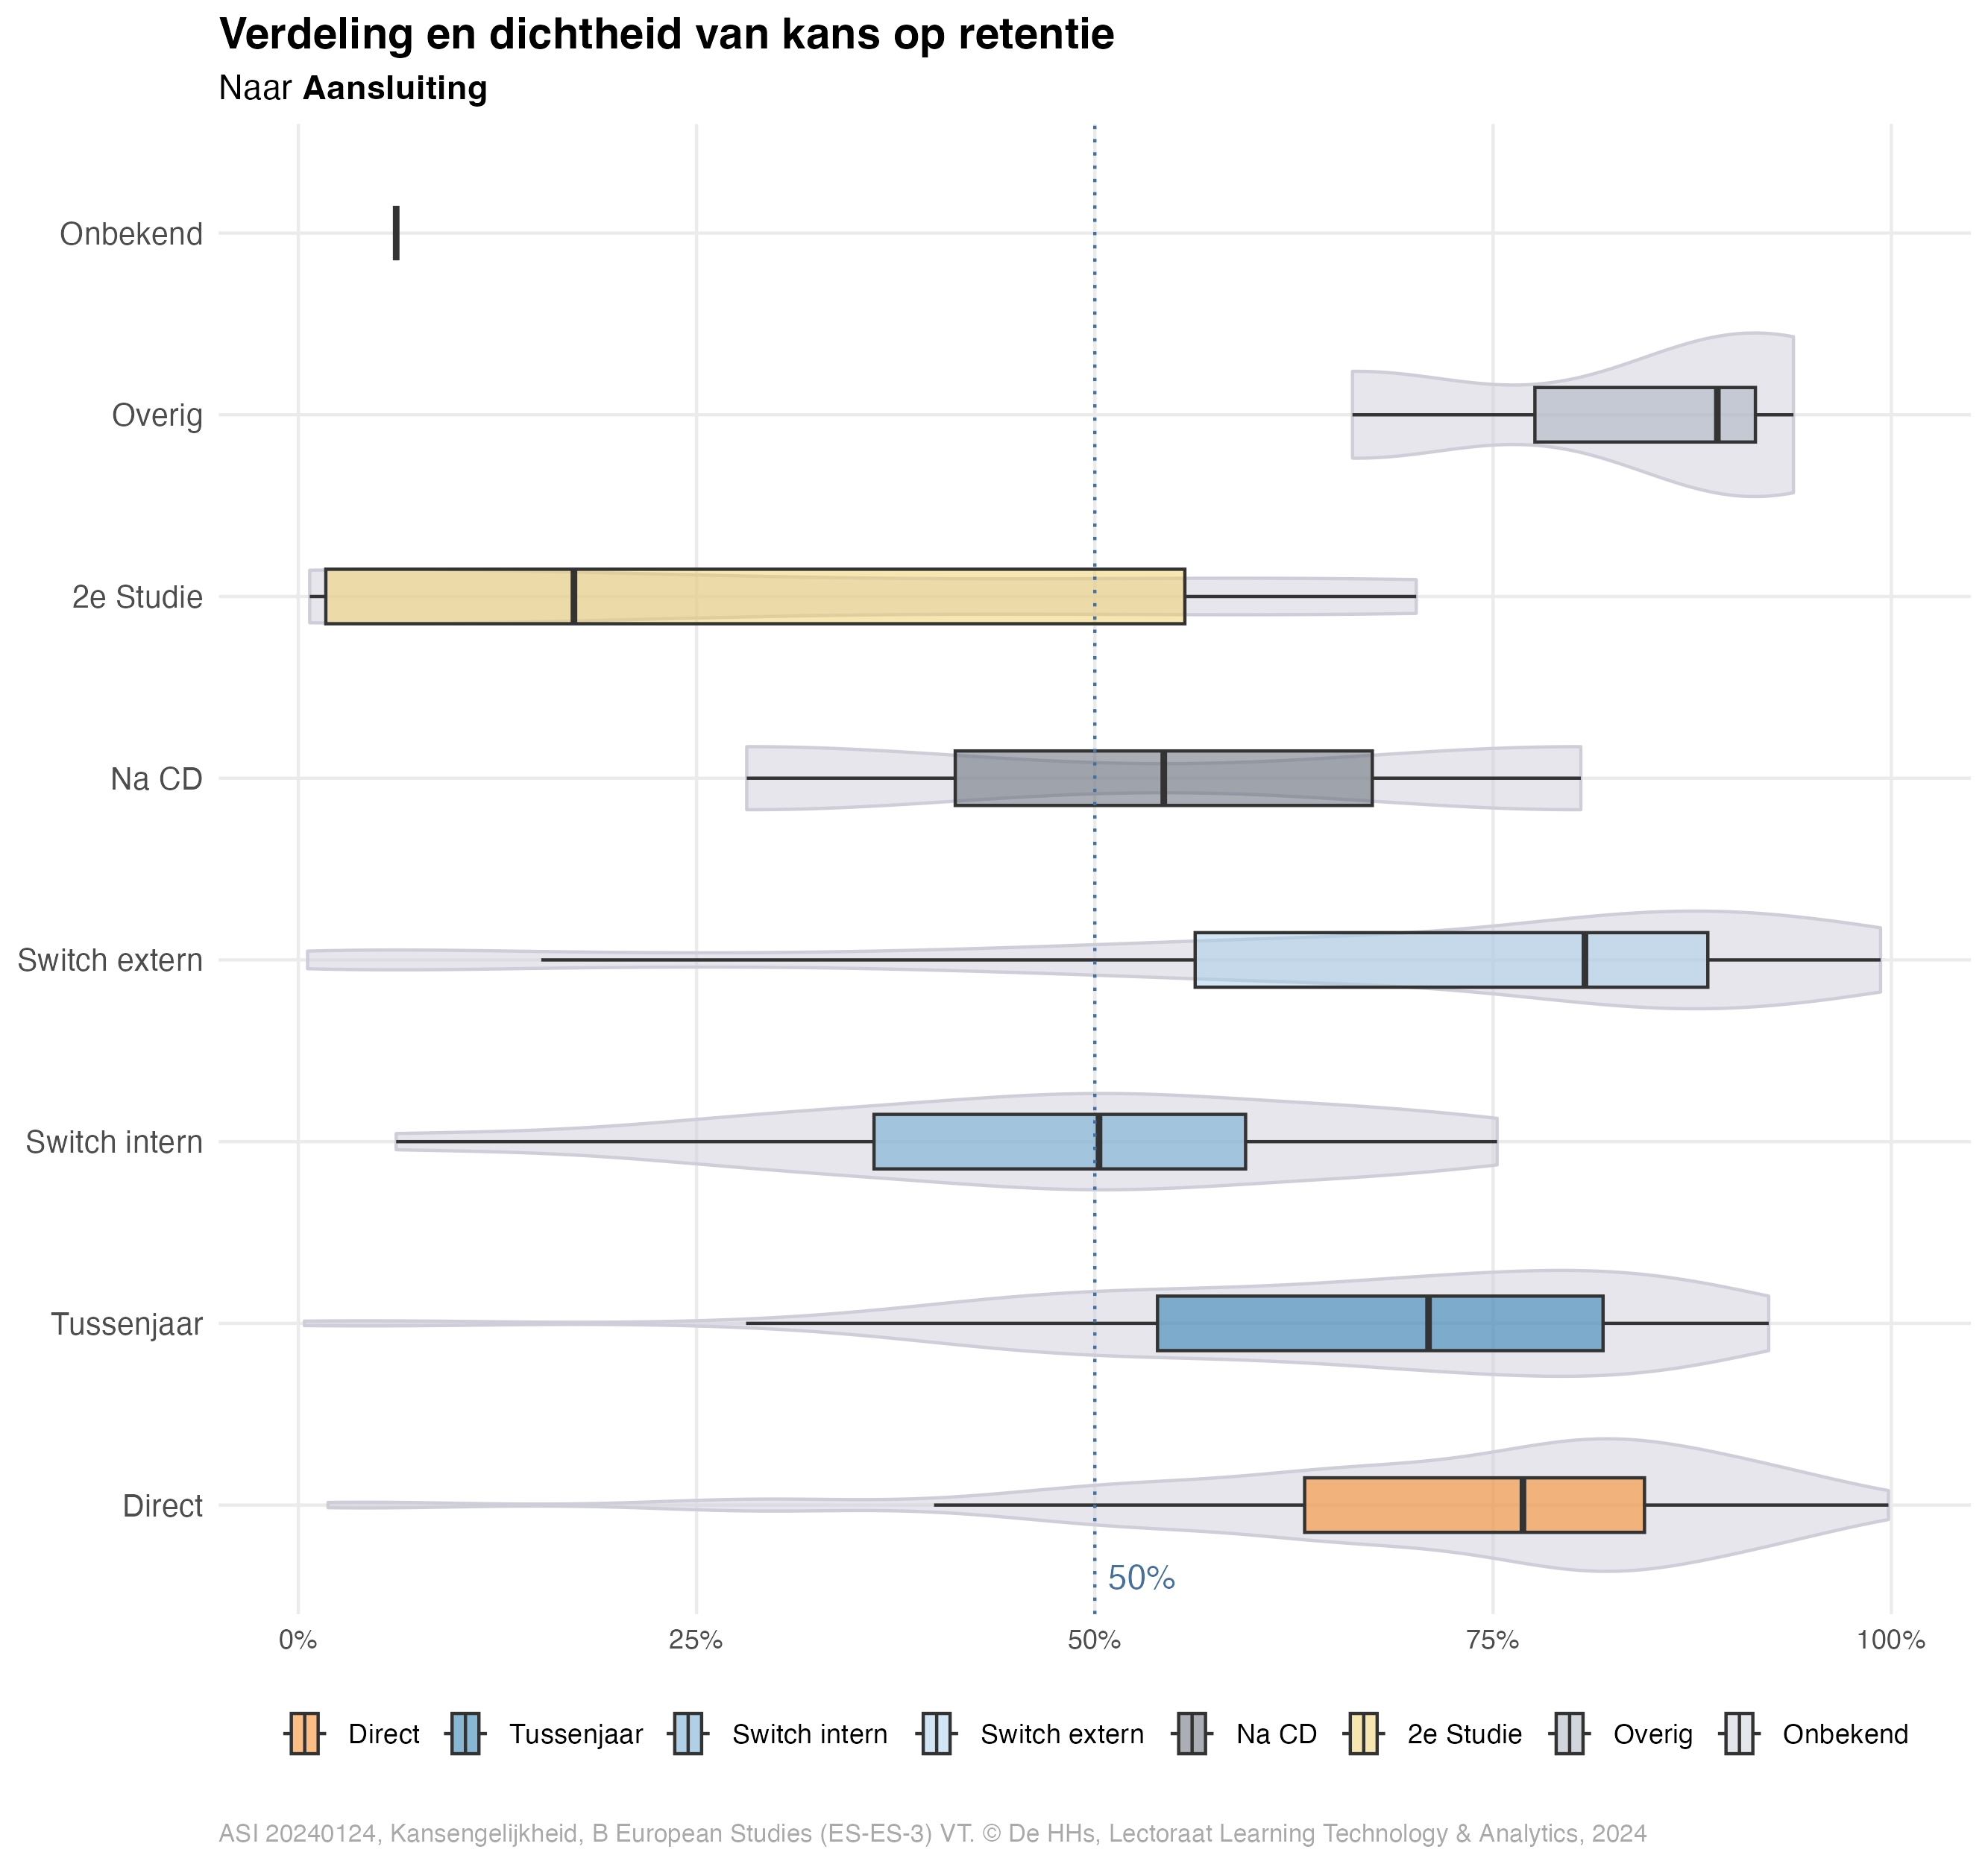 Verdeling en dichtheid van kans op retentie
Naar Aansluiting
Onbekend
Overig
2e Studie
Na CD
Switch extern
Switch intern
Tussenjaar
Direct
50%
0% 25% 50% 75% 100%
Direct Tussenjaar Switch intern Switch extern Na CD 2e Studie Overig Onbekend
ASI 20240124, Kansengelijkheid, B European Studies (ES-ES-3) VT. © De HHs, Lectoraat Learning Technology & Analytics, 2024